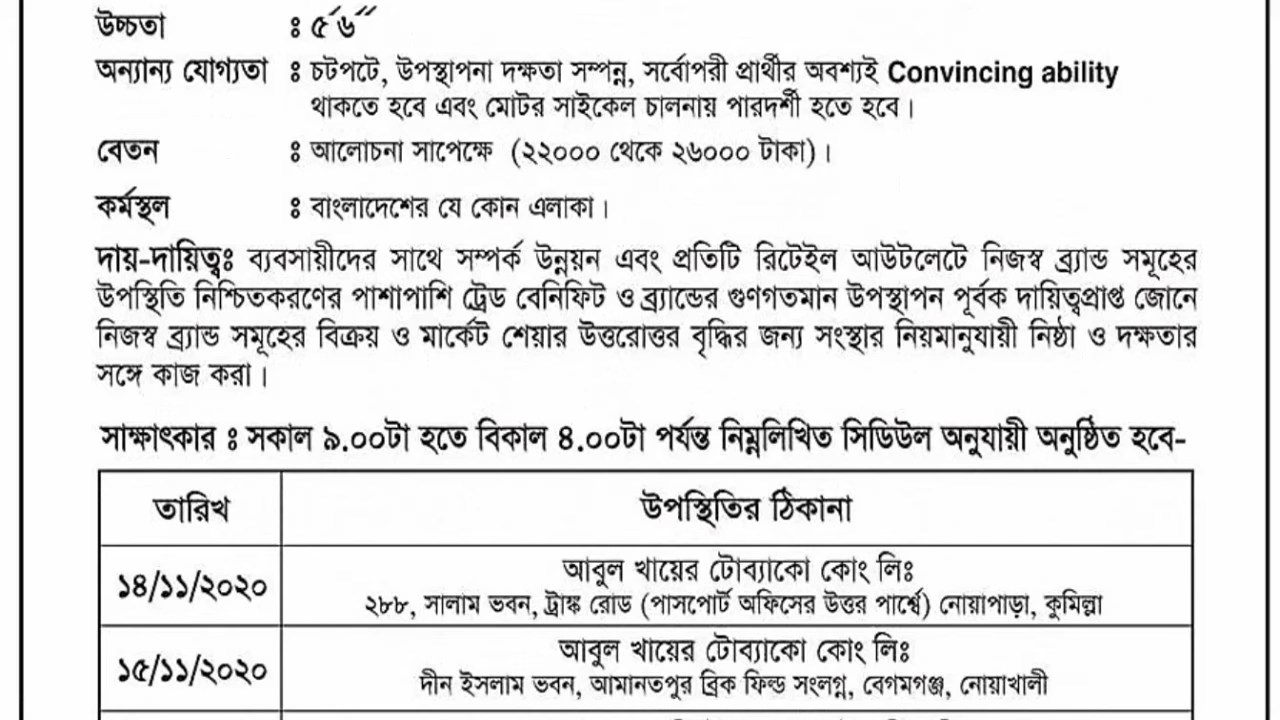 উচ্চতা ঃ ৫´৬˝
অন্যান্য যোগ্যতা ঃ চটপটে, উপস্থাপনা দক্ষতা সম্পন্ন, সর্বোপরী প্রার্থীর অবশ্যই Convincing ability
থাকতে হবে এবং মোটর সাইকেল চালনায় পারদর্শী হতে হবে।
বেতন ঃ আলোচনা সাপেক্ষে (২২০০০ থেকে ২৬০০০ টাকা)।
কর্মস্থল ঃ বাংলাদেশের যে কোন এলাকা।
দায়-দায়িত্বঃ ব্যবসায়ীদের সাথে সম্পর্ক উন্নয়ন এবং প্রতিটি রিটেইল আউটলেটে নিজস্ব ব্র্যান্ড সমূহের
উপস্থিতি নিশ্চিতকরণের পাশাপাশি ট্রেড বেনিফিট ও ব্র্যান্ডের গুণগতমান উপস্থাপন পূর্বক দায়িত্বপ্রাপ্ত জোনে
নিজস্ব ব্র্যান্ড সমূহের বিক্রয় ও মার্কেট শেয়ার উত্তরোত্তর বৃদ্ধির জন্য সংস্থার নিয়মানুযায়ী নিষ্ঠা ও দক্ষতার
সঙ্গে কাজ করা।
সাক্ষাৎকার ঃ সকাল ৯.০০টা হতে বিকাল ৪.০০টা পর্যন্ত নিম্নলিখিত সিডিউল অনুযায়ী অনুষ্ঠিত হবে-
তারিখ উপস্থিতির ঠিকানা
আবুল খায়ের টোব্যাকো কোং লিঃ
১৪/১১/২০২০
২৮৮, সালাম ভবন, ট্রাঙ্ক রোড (পাসপোর্ট অফিসের উত্তর পার্শ্বে) নোয়াপাড়া, কুমিল্লা
আবুল খায়ের টোব্যাকো কোং লিঃ
১৫/১১/২০২০
দীন ইসলাম ভবন, আমানতপুর ব্রিক ফিল্ড সংলগ্ন, বেগমগঞ্জ, নোয়াখালী